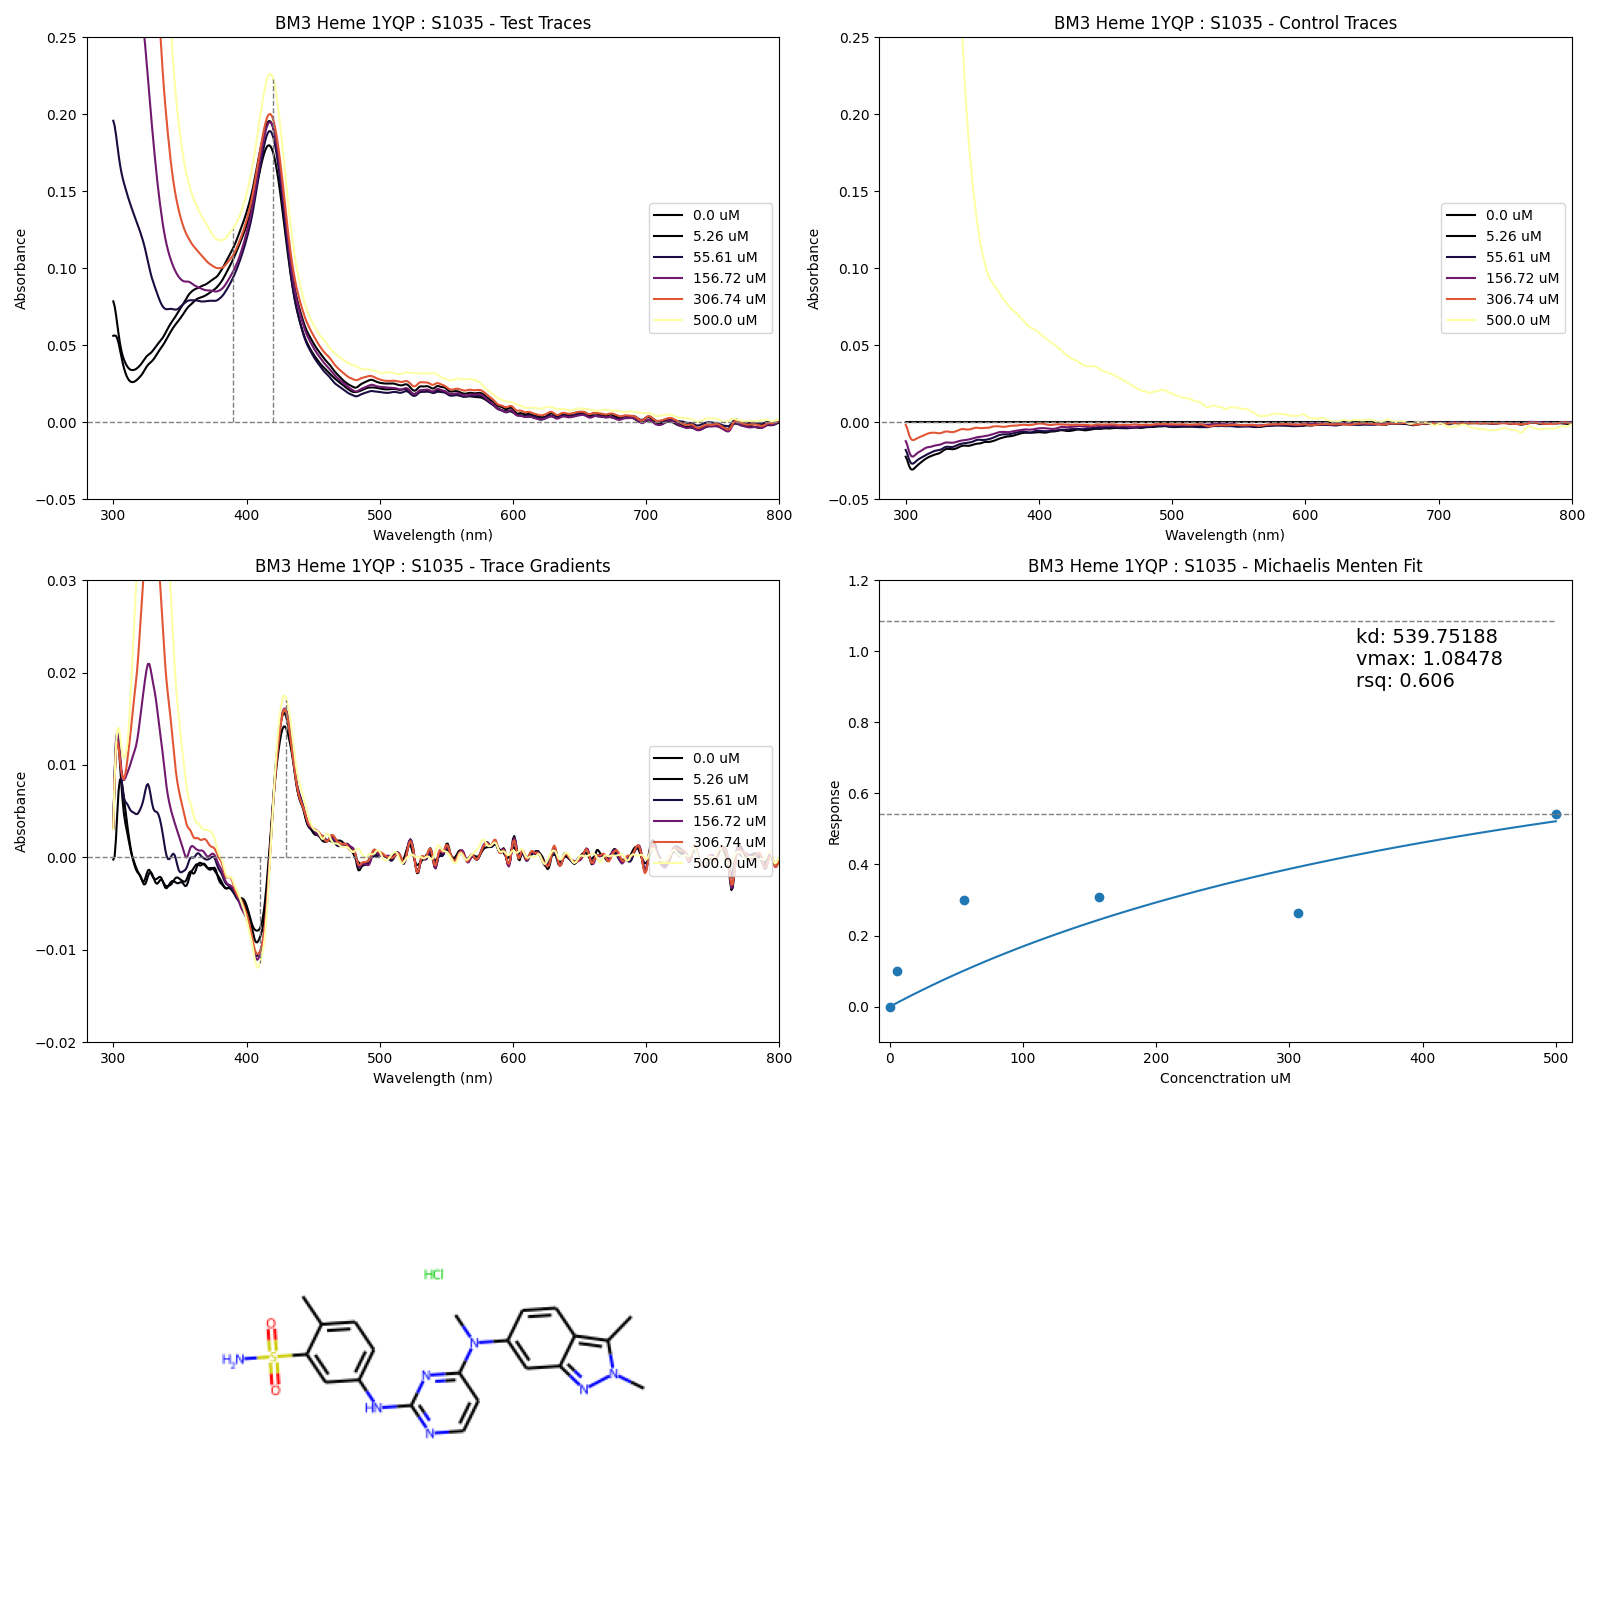 BM3 Heme 1YQP : S1035 - Test Traces
0.25
0.20
0.15
0.10
0.05
0.00
−0.05
Absorbance
300 400 500 600 700 800
Wavelength (nm)
0.0 uM
5.26 uM
55.61 uM
156.72 uM
306.74 uM
500.0 uM
BM3 Heme 1YQP : S1035 - Control Traces
0.25
0.20
0.15
0.10
0.05
0.00
−0.05
Absorbance
300 400 500 600 700 800
Wavelength (nm)
0.0 uM
5.26 uM
55.61 uM
156.72 uM
306.74 uM
500.0 uM
BM3 Heme 1YQP : S1035 - Trace Gradients
0.03
0.02
0.01
0.00
−0.01
−0.02
Absorbance
300 400 500 600 700 800
Wavelength (nm)
0.0 uM
5.26 uM
55.61 uM
156.72 uM
306.74 uM
500.0 uM
BM3 Heme 1YQP : S1035 - Michaelis Menten Fit
1.2
1.0
0.8
0.6
0.4
0.2
0.0
Response
0 100 200 300 400 500
Concenctration uM
kd: 539.75188
vmax: 1.08478
rsq: 0.606
HCl
O
H2N
S
O
HN
N
N
N
N
N